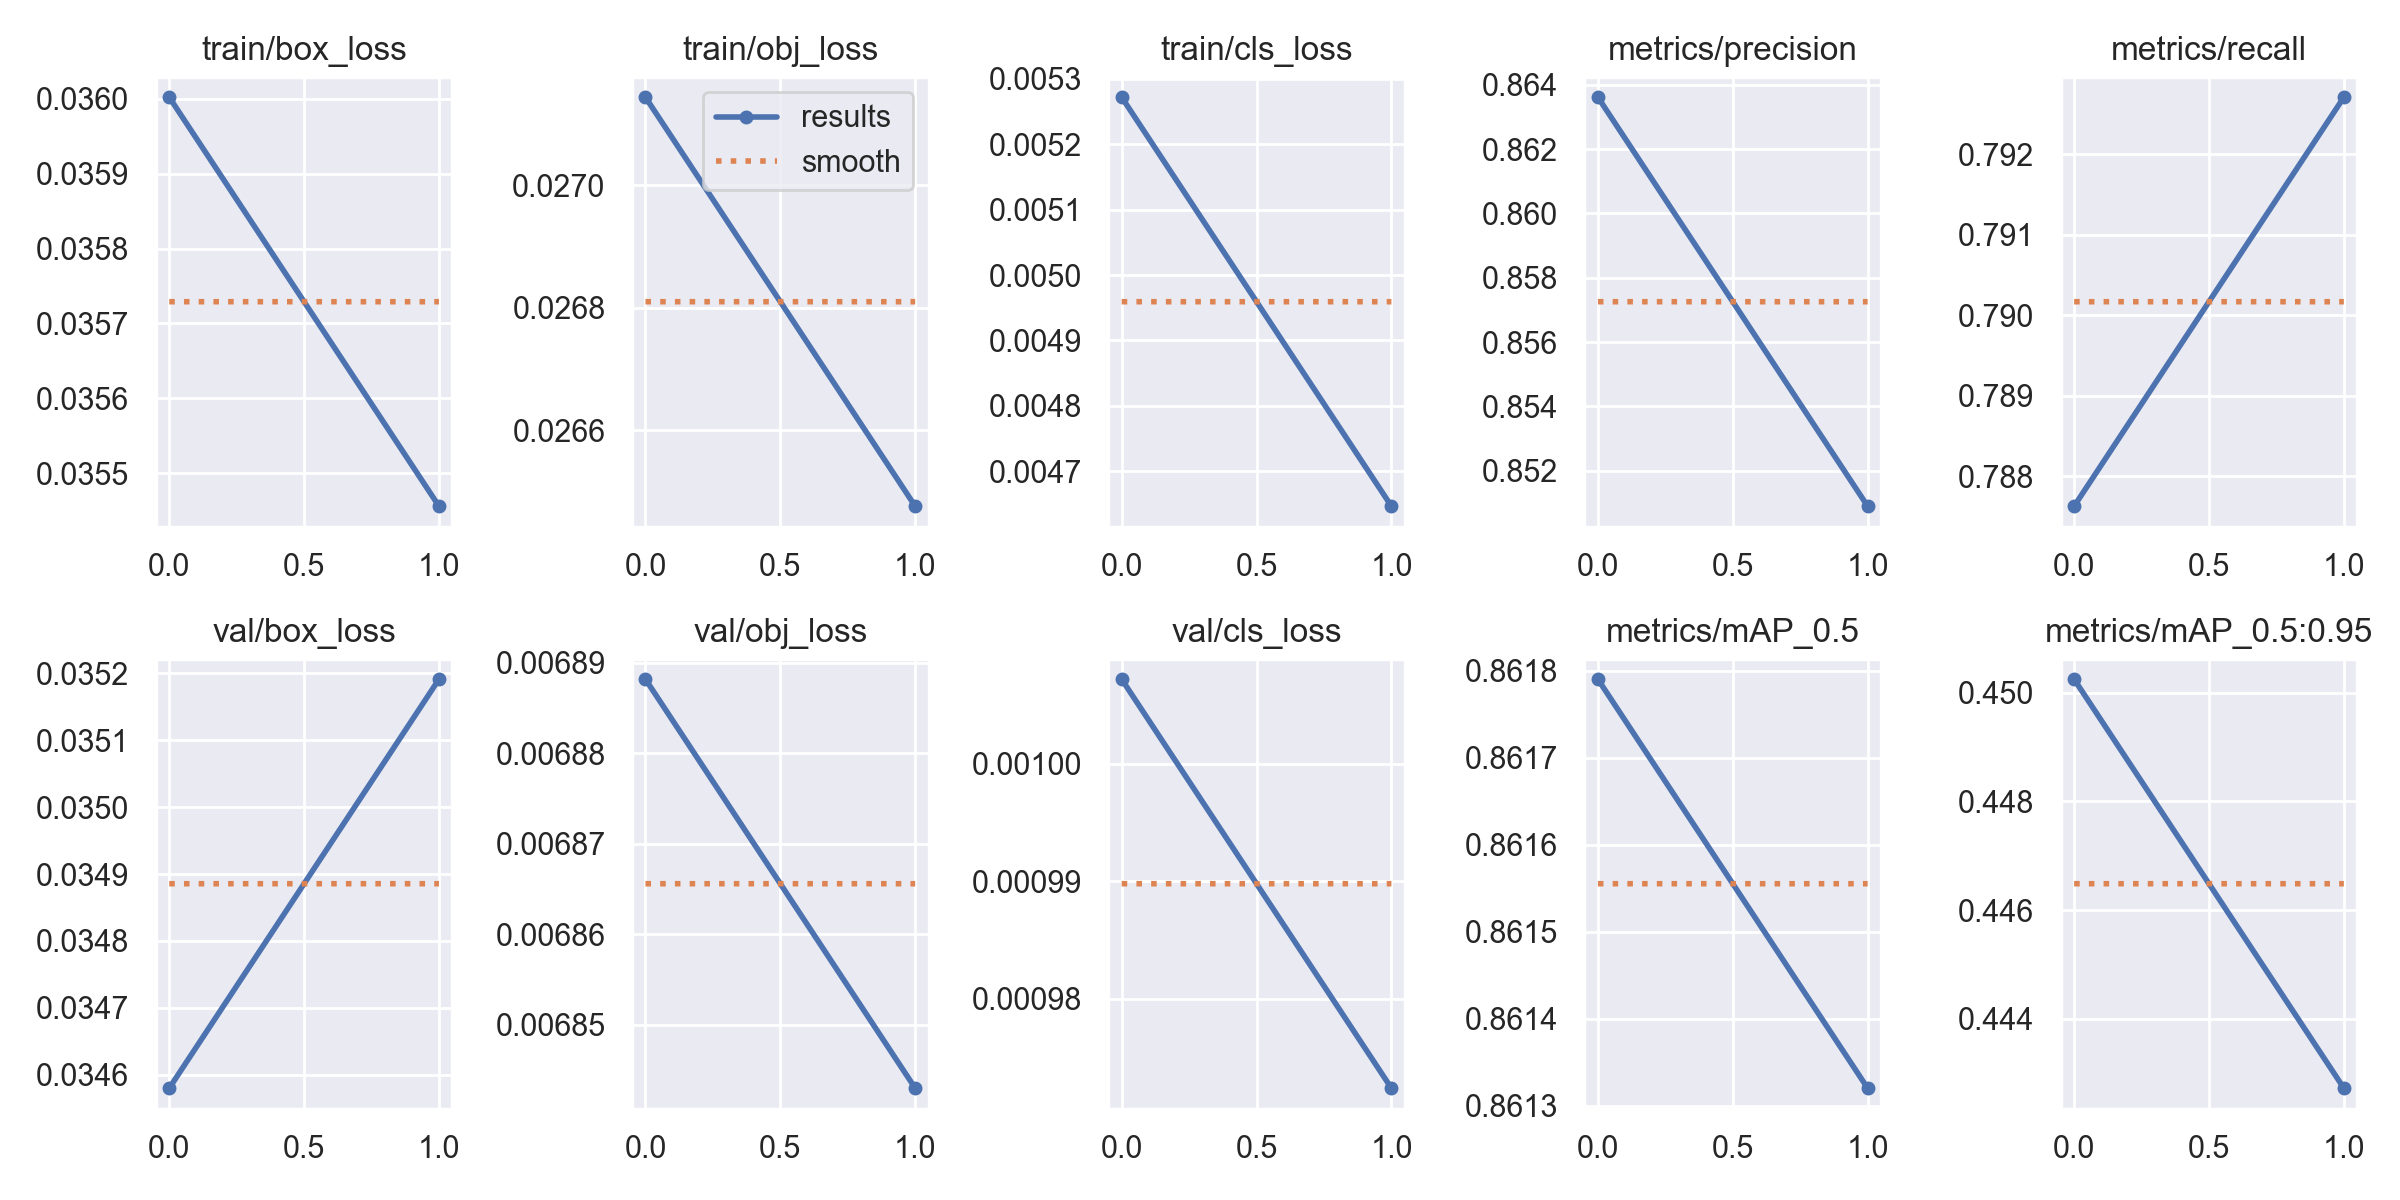 train/box_loss
0.0360
0.0359
0.0358
0.0357
0.0356
0.0355
0.0 0.5 1.0
train/obj_loss
results
smooth
0.0270
0.0268
0.0266
0.0 0.5 1.0
train/cls_loss
0.0053
0.0052
0.0051
0.0050
0.0049
0.0048
0.0047
0.0 0.5 1.0
metrics/precision
0.864
0.862
0.860
0.858
0.856
0.854
0.852
0.0 0.5 1.0
metrics/recall
0.792
0.791
0.790
0.789
0.788
0.0 0.5 1.0
val/box_loss
0.0352
0.0351
0.0350
0.0349
0.0348
0.0347
0.0346
0.0 0.5 1.0
val/obj_loss
0.00689
0.00688
0.00687
0.00686
0.00685
0.0 0.5 1.0
val/cls_loss
0.00100
0.00099
0.00098
0.0 0.5 1.0
metrics/mAP_0.5
0.8618
0.8617
0.8616
0.8615
0.8614
0.8613
0.0 0.5 1.0
metrics/mAP_0.5:0.95
0.450
0.448
0.446
0.444
0.0 0.5 1.0